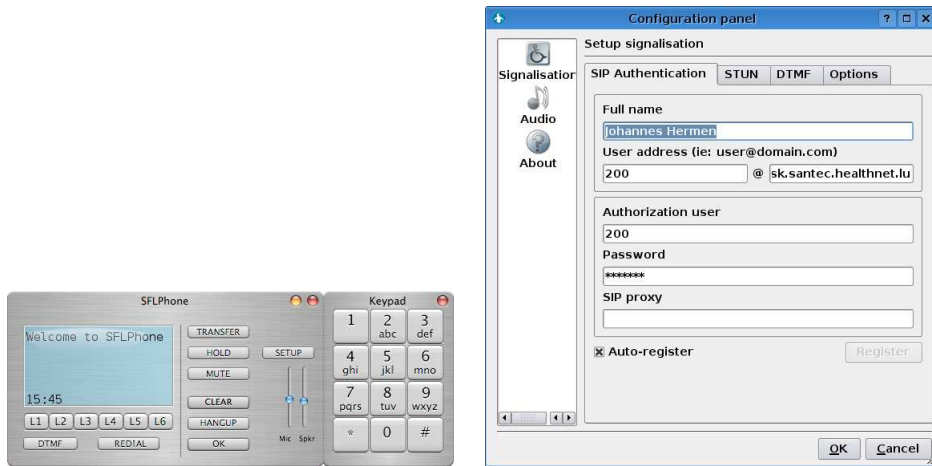 SFLPhone
Welcome to SFLPhone
15:45
L1 L2 L3 L4 L5 L6
DTMF REDIAL
TRANSFER
HOLD
MUTE
CLEAR
HANGUP
OK
SETUP
Mic Spkr
Keypad
1 2 abc 3 def
4 ghi 5 jkl 6 mno
7 pqrs 8 tuv 9 wxyz
* 0 #
Configuration panel
Signalisation
Audio
About
Setup signalisation
SIP Authentication STUN DTMF Options
Full name
Johannes Hermen
User address (ie: user@domain.com)
200 @ sk.santec.healthnet.lu
Authorization user
200
Password
*******
SIP proxy
Auto-register Register
OK Cancel